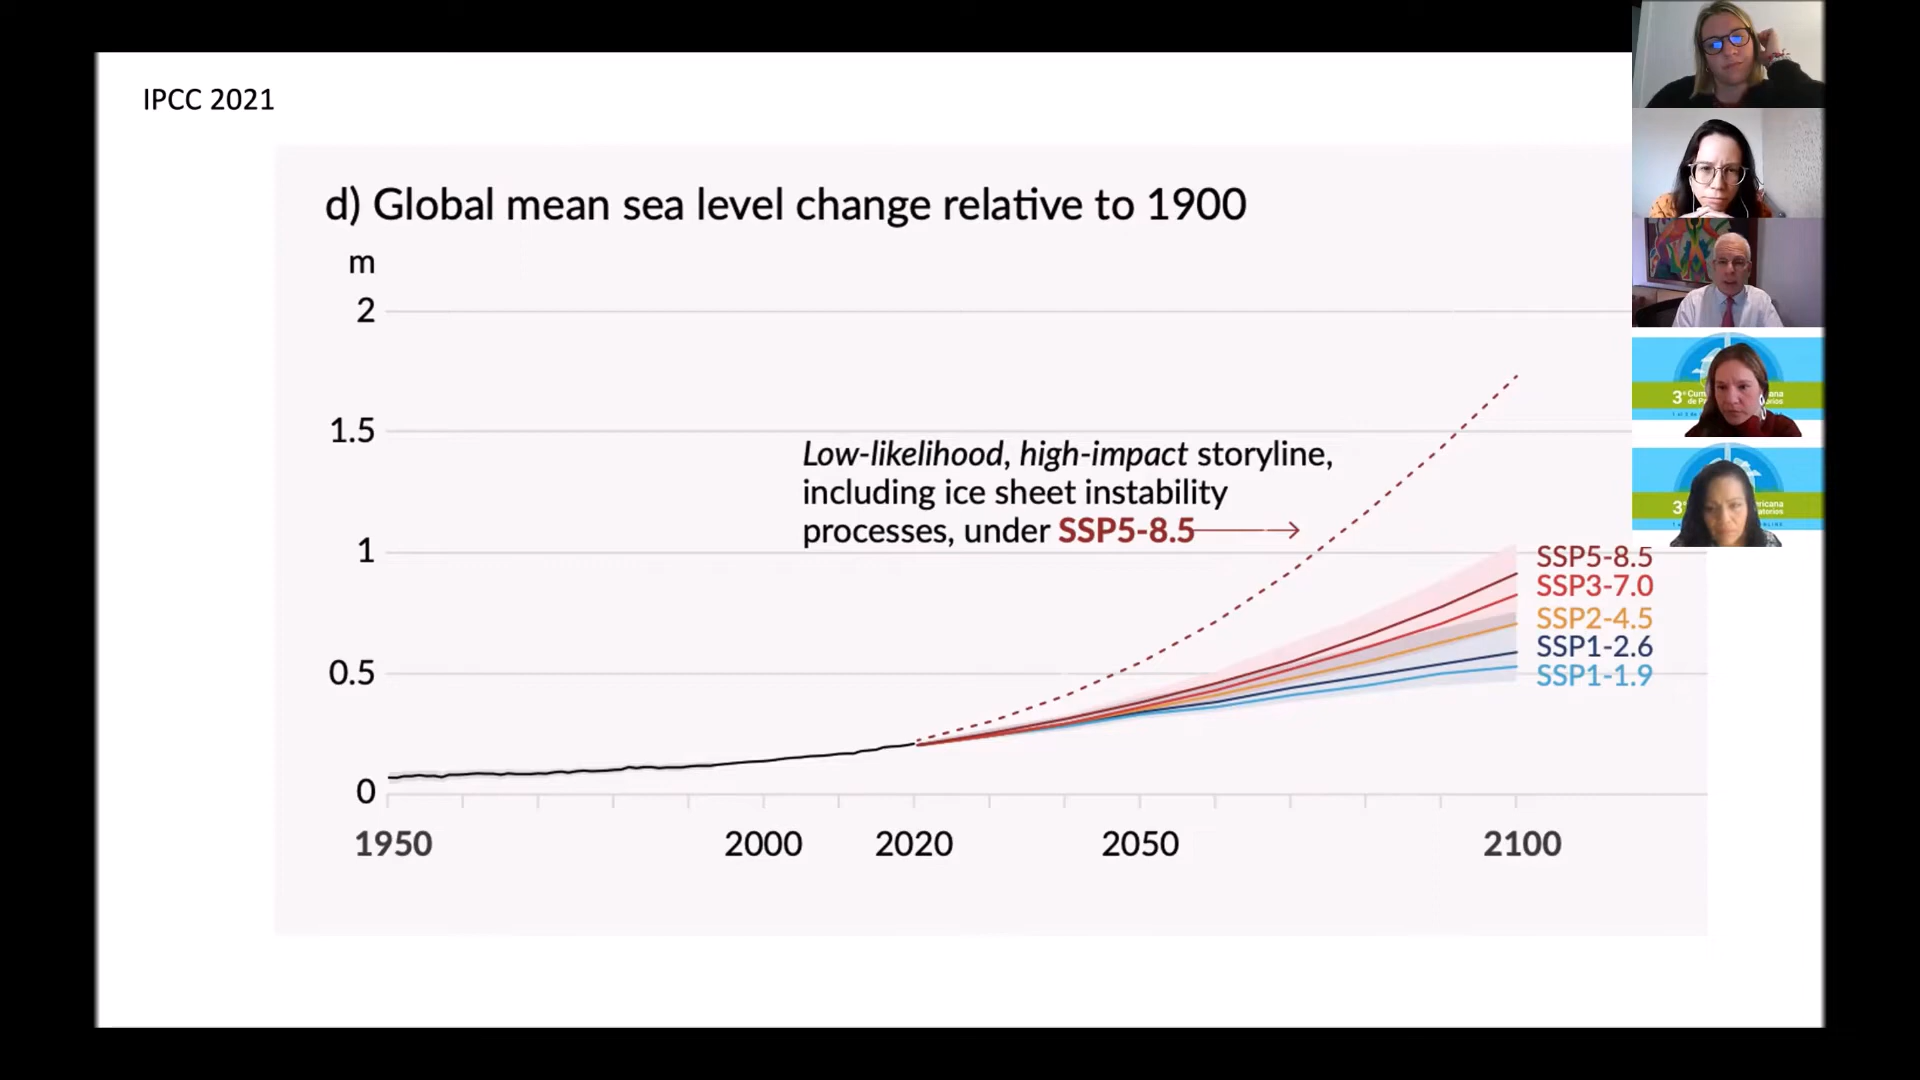 IPCC 2021
d) Global mean sea level change relative to 1900
m
2
1.5
1
0.5
0
Low-likelihood, high-impact storyline,
including ice sheet instability
processes, under SSP5-8.5
SSP5-8.5
SSP3-7.0
SSP2-4.5
SSP1-2.6
SSP1-1.9
1950
2000
2020
2050
2100